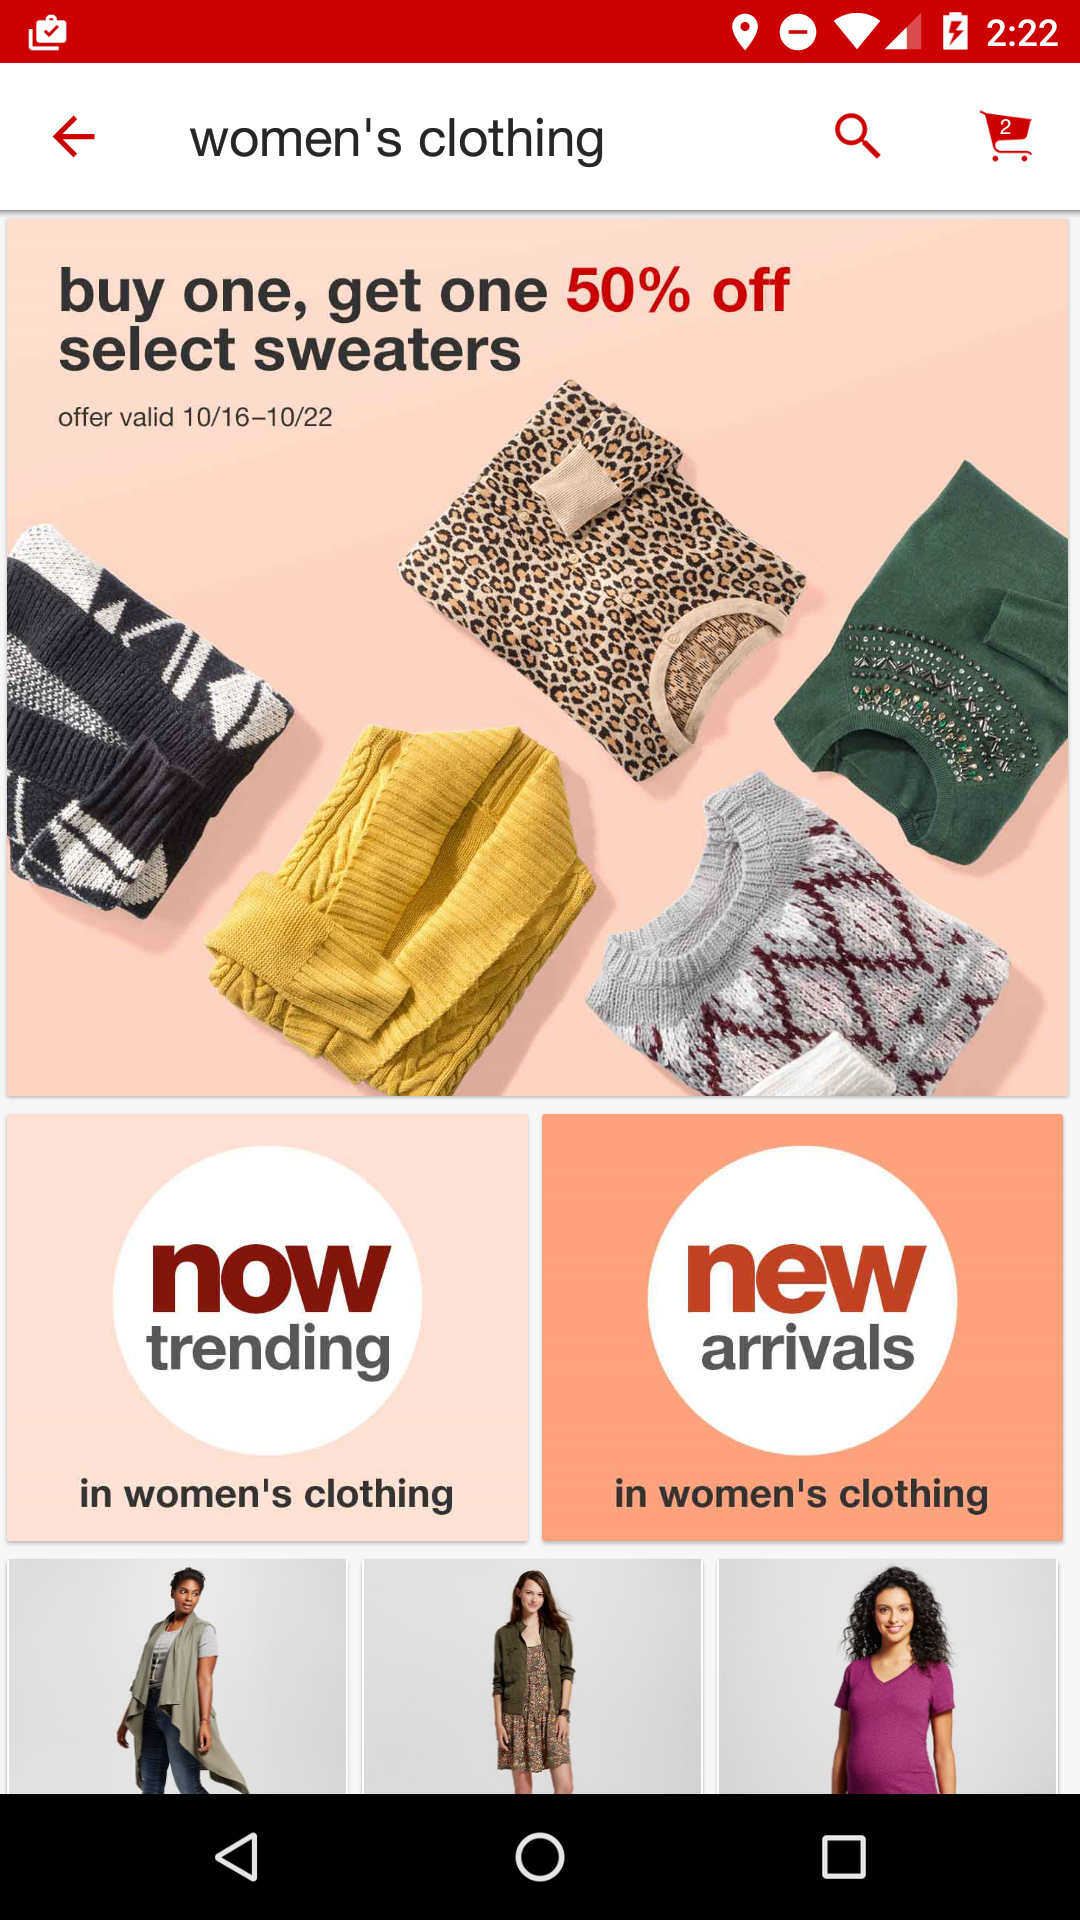 2:22
women's clothing
2
buy one, get one 50% off
select sweaters
offer valid 10/16–10/22
now
trending
in women's clothing
new
arrivals
in women's clothing